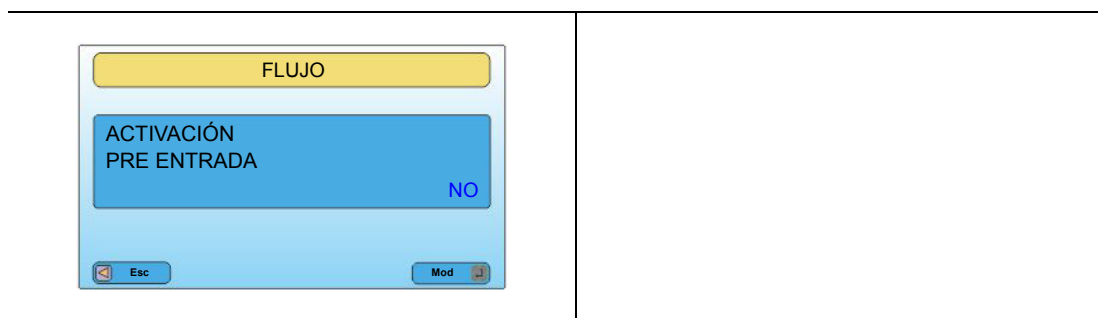 FLUJO
ACTIVACIÓN
PRE ENTRADA
NO
Esc
Mod